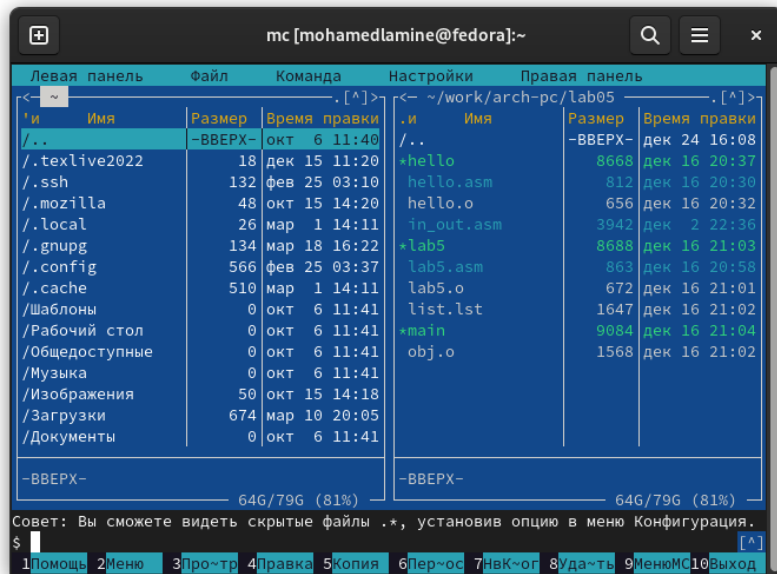 mc [mohamedlamine@fedora]:~
Левая панель Файл Команда Настройки Правая панель
<— ~ .[^]>
'и Имя Размер Время правки
/.. -ВВЕРХ- окт 6 11:40
/.texlive2022 18 дек 15 11:20
/.ssh 132 фев 25 03:10
/.mozilla 48 окт 15 14:20
/.local 26 мар 1 14:11
/.gnupg 134 мар 18 16:22
/.config 566 фев 25 03:37
/.cache 510 мар 1 14:11
/Шаблоны 0 окт 6 11:41
/Рабочий стол 0 окт 6 11:41
/Общедоступные 0 окт 6 11:41
/Музыка 0 окт 6 11:41
/Изображения 50 окт 15 14:18
/Загрузки 674 мар 10 20:05
/Документы 0 окт 6 11:41
-ВВЕРХ-
64G/79G (81%)
<— ~/work/arch-pc/lab05 .[^]>
.и Имя Размер Время правки
/.. -ВВЕРХ- дек 24 16:08
*hello 8668 дек 16 20:37
hello.asm 812 дек 16 20:30
hello.o 656 дек 16 20:32
in_out.asm 3942 дек 2 22:36
*lab5 8688 дек 16 21:03
lab5.asm 863 дек 16 20:58
lab5.o 672 дек 16 21:01
list.lst 1647 дек 16 21:02
*main 9084 дек 16 21:04
obj.o 1568 дек 16 21:02
-ВВЕРХ-
64G/79G (81%)
Совет: Вы сможете видеть скрытые файлы .*, установив опцию в меню Конфигурация.
$ [^]
1Помощь 2Меню 3Про~тр 4Правка 5Копия 6Пер~ос 7НвК~ог 8Уда~ть 9МенюМС 10Выход